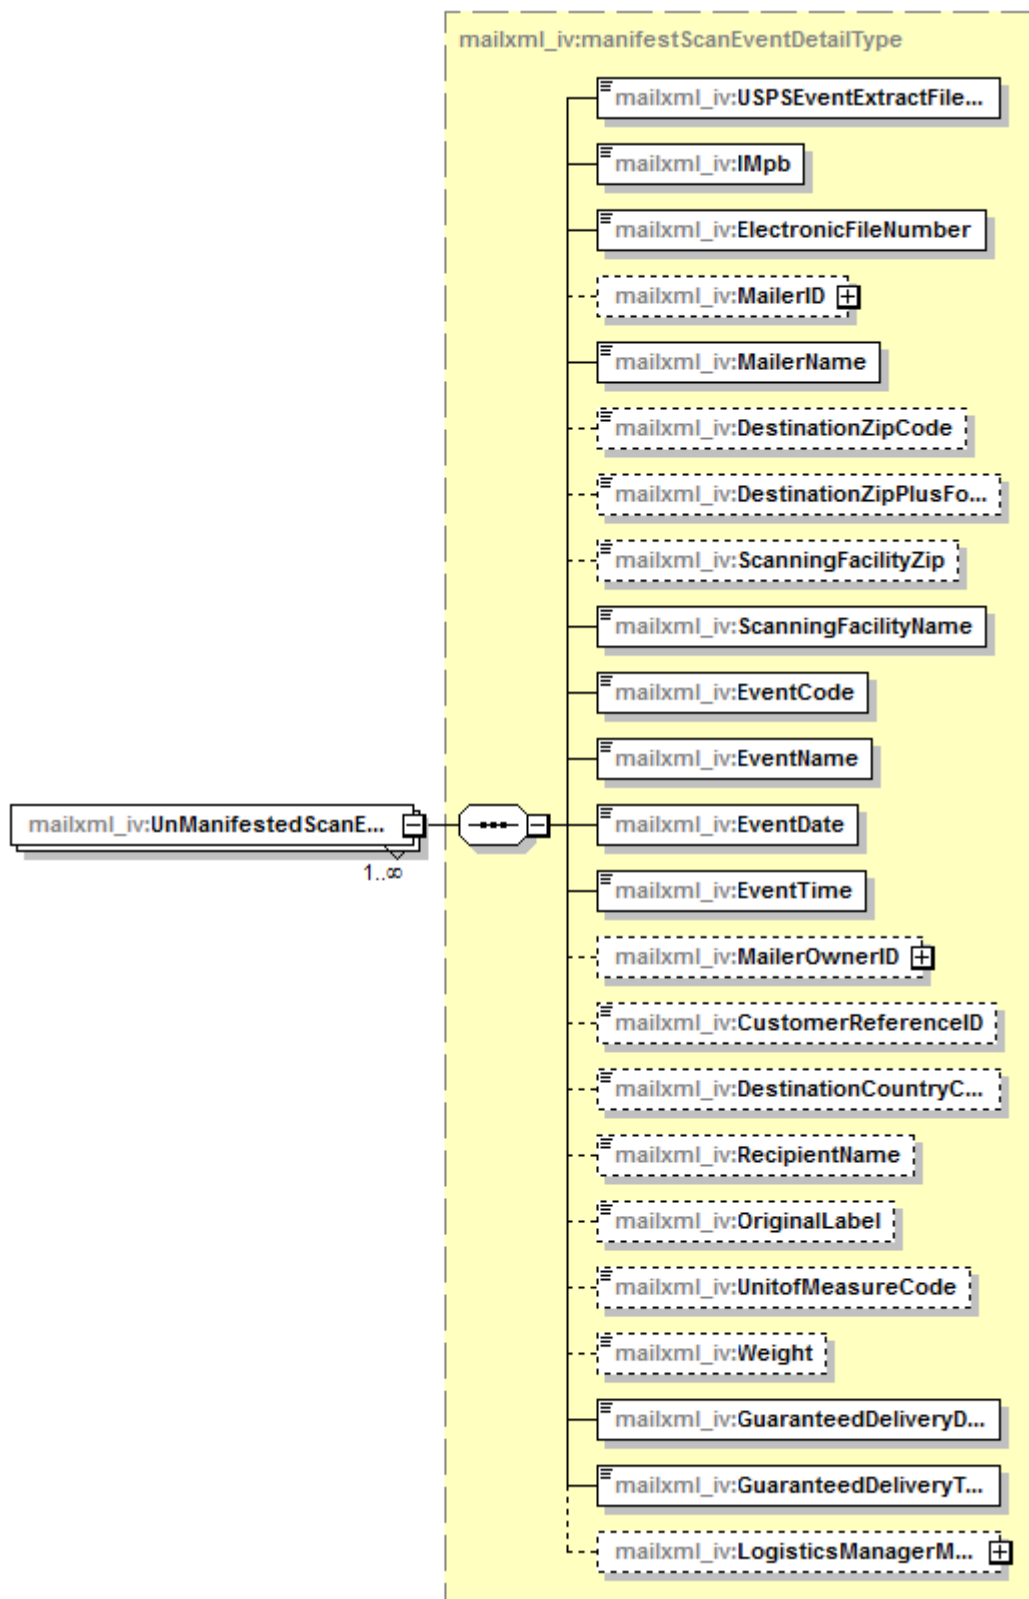 mailxml_iv:manifestScanEventDetailType
mailxml_iv:USPSEventExtractFile...
mailxml_iv:IMpb
mailxml_iv:ElectronicFileNumber
mailxml_iv:MailerID
mailxml_iv:MailerName
mailxml_iv:DestinationZipCode
mailxml_iv:DestinationZipPlusFo...
mailxml_iv:ScanningFacilityZip
mailxml_iv:ScanningFacilityName
mailxml_iv:EventCode
mailxml_iv:EventName
mailxml_iv:UnManifestedScanE...
1..∞
mailxml_iv:EventDate
mailxml_iv:EventTime
mailxml_iv:MailerOwnerID
mailxml_iv:CustomerReferenceID
mailxml_iv:DestinationCountryC...
mailxml_iv:RecipientName
mailxml_iv:OriginalLabel
mailxml_iv:UnitofMeasureCode
mailxml_iv:Weight
mailxml_iv:GuaranteedDeliveryD...
mailxml_iv:GuaranteedDeliveryT...
mailxml_iv:LogisticsManagerM...